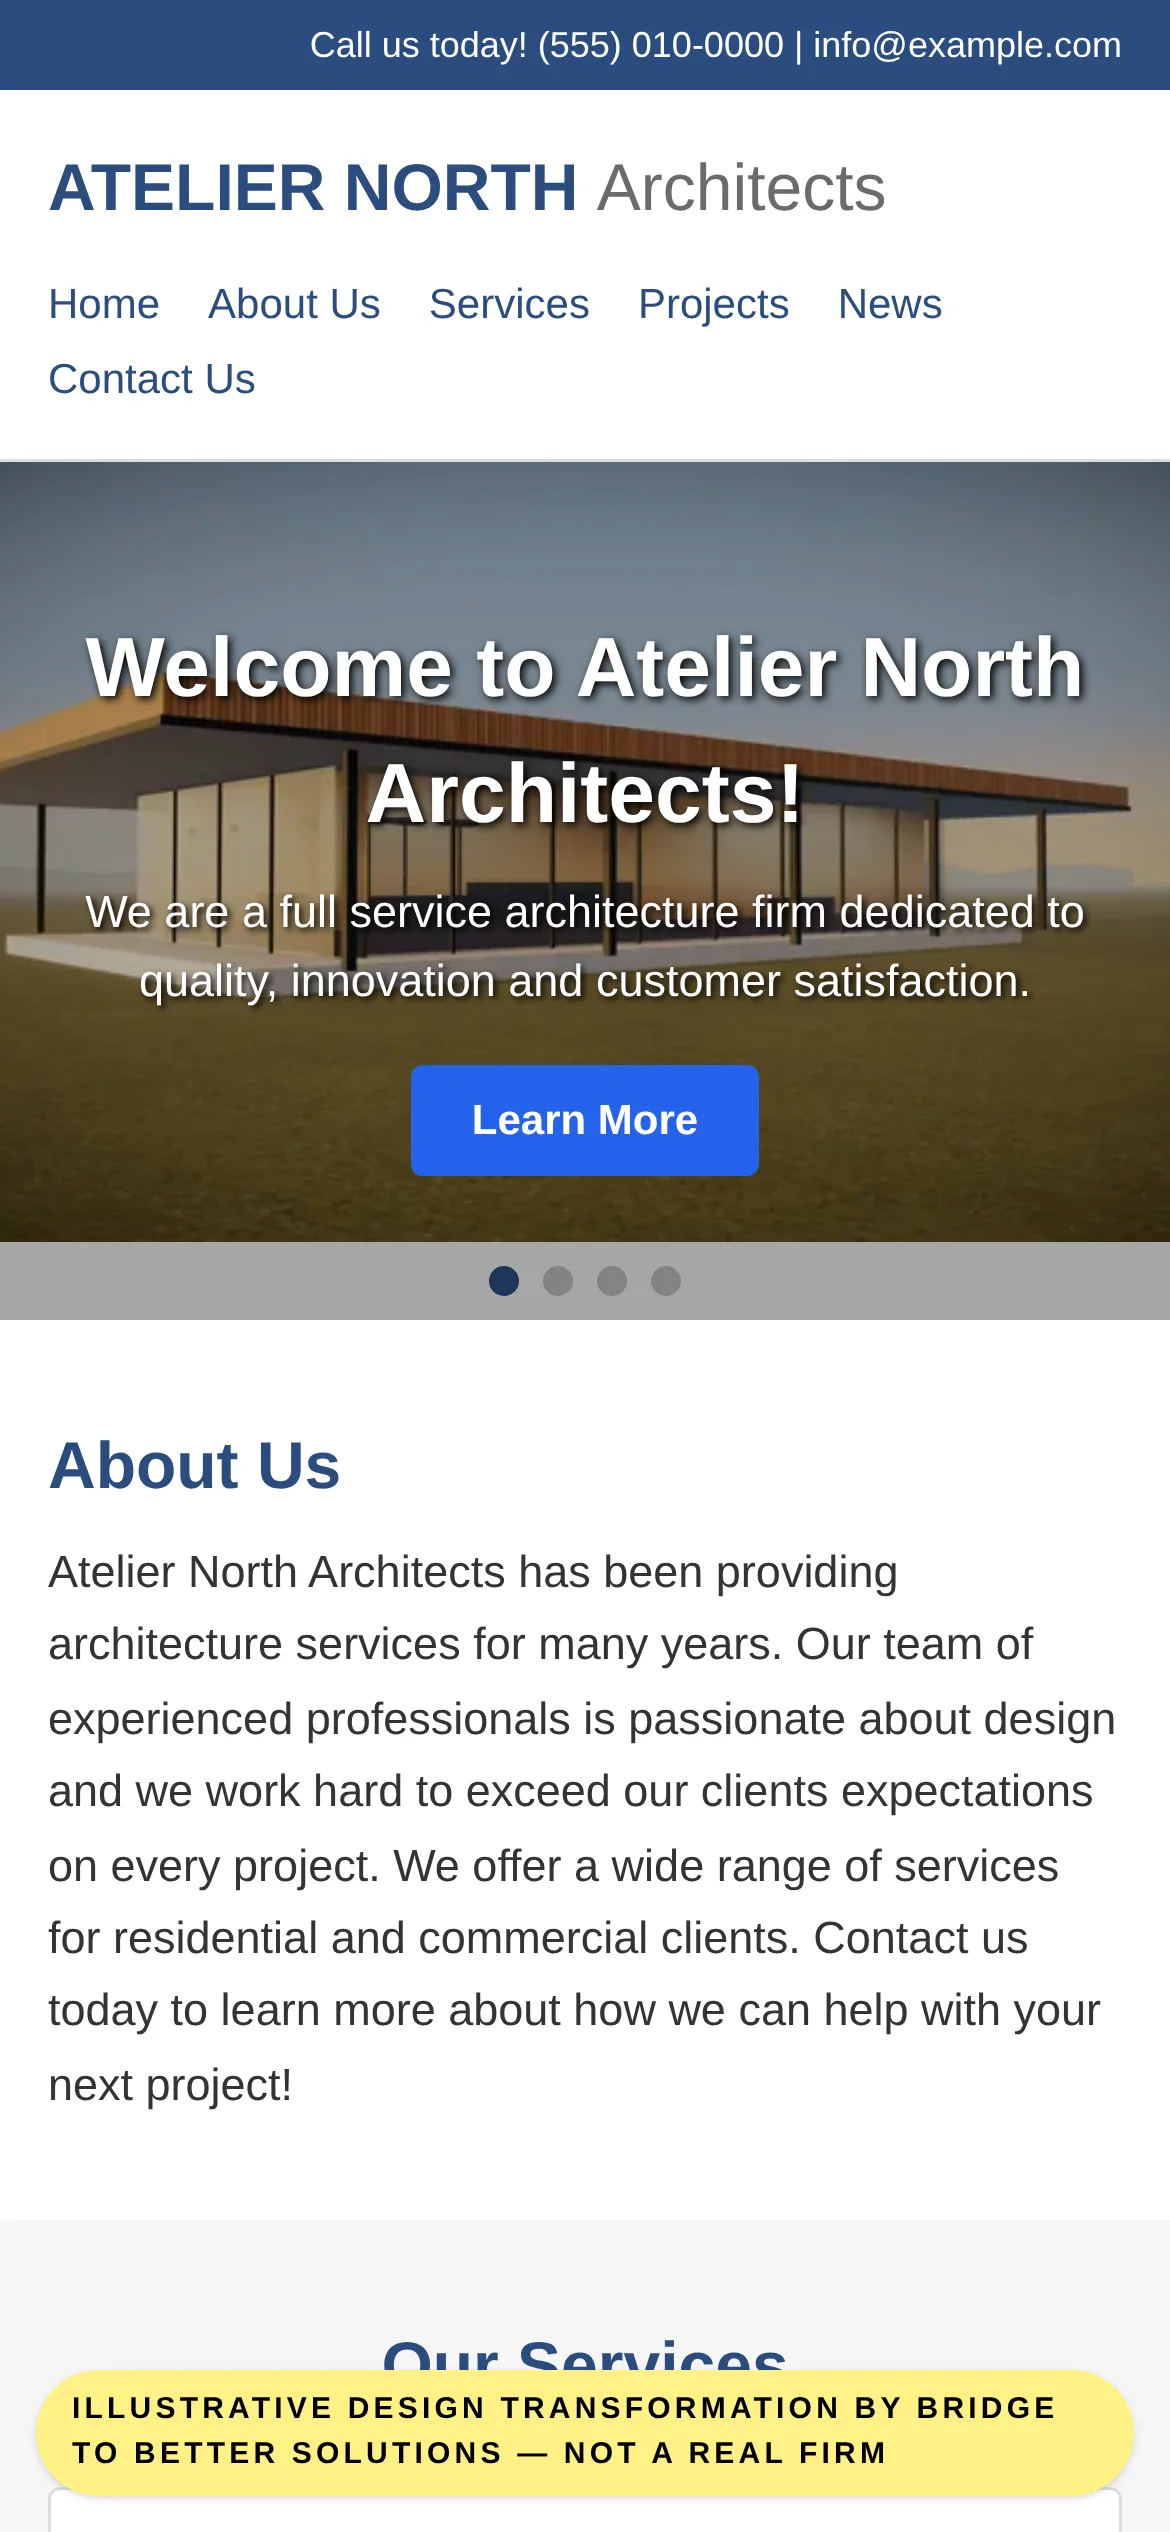 Call us today! (555) 010-0000 | info@example.com
ATELIER NORTH Architects
Home About Us Services Projects News
Contact Us
Welcome to Atelier North
Architects!
We are a full service architecture firm dedicated to
quality, innovation and customer satisfaction.
Learn More
About Us
Atelier North Architects has been providing
architecture services for many years. Our team of
experienced professionals is passionate about design
and we work hard to exceed our clients expectations
on every project. We offer a wide range of services
for residential and commercial clients. Contact us
today to learn more about how we can help with your
next project!
Our Services
ILLUSTRATIVE DESIGN TRANSFORMATION BY BRIDGE
TO BETTER SOLUTIONS — NOT A REAL FIRM